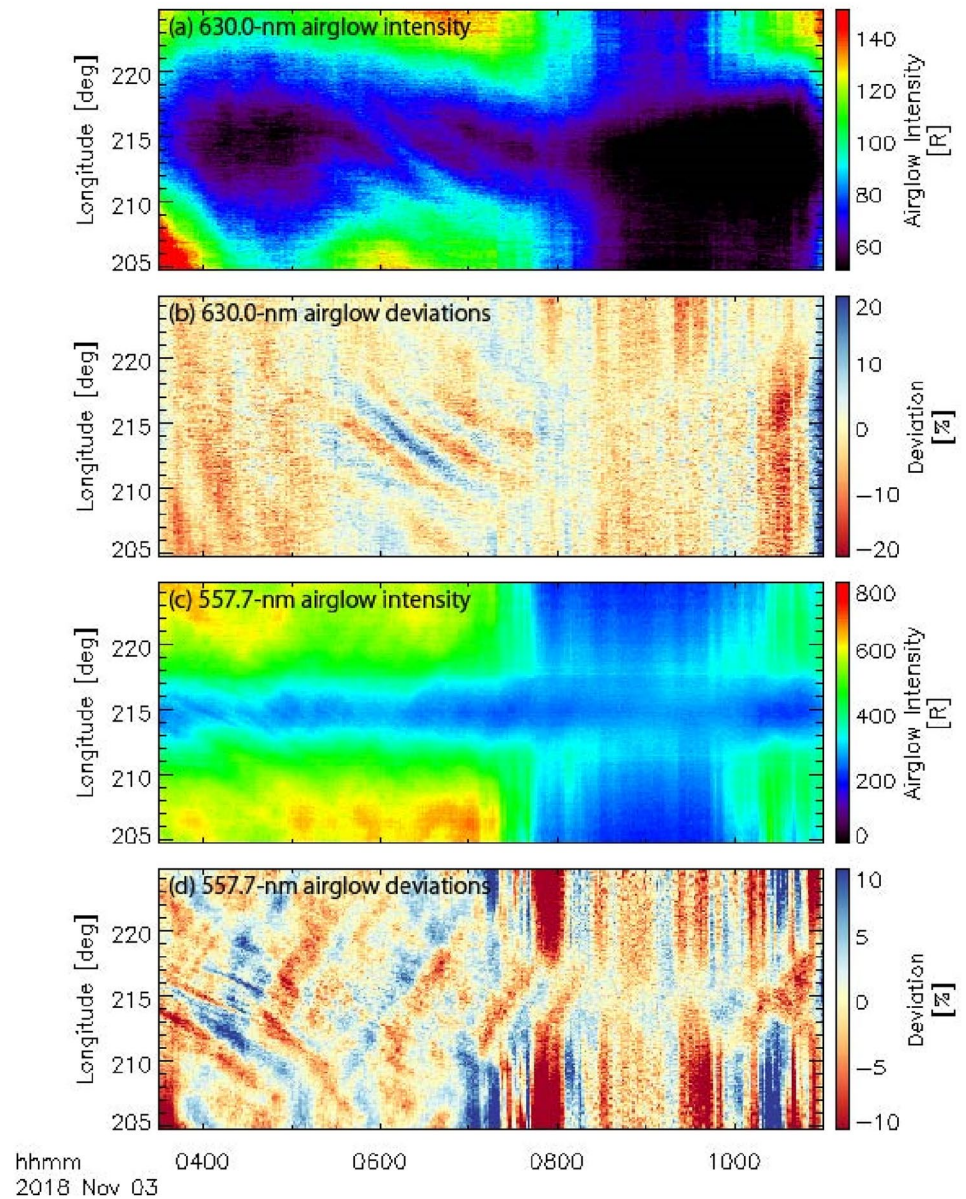 (a) 630.0-nm airglow intensity
Longitude [deg]
220
215
210
205
140
120
100
80
60
Airglow Intensity
[R]
(b) 630.0-nm airglow deviations
Longitude [deg]
220
215
210
205
20
10
0
−10
−20
Deviation
[%]
(c) 557.7-nm airglow intensity
Longitude [deg]
220
215
210
205
800
600
400
200
0
Airglow Intensity
[R]
(d) 557.7-nm airglow deviations
Longitude [deg]
220
215
210
205
10
5
0
−5
−10
Deviation
[%]
hhmm 0400 0600 0800 1000
2018 Nov 03